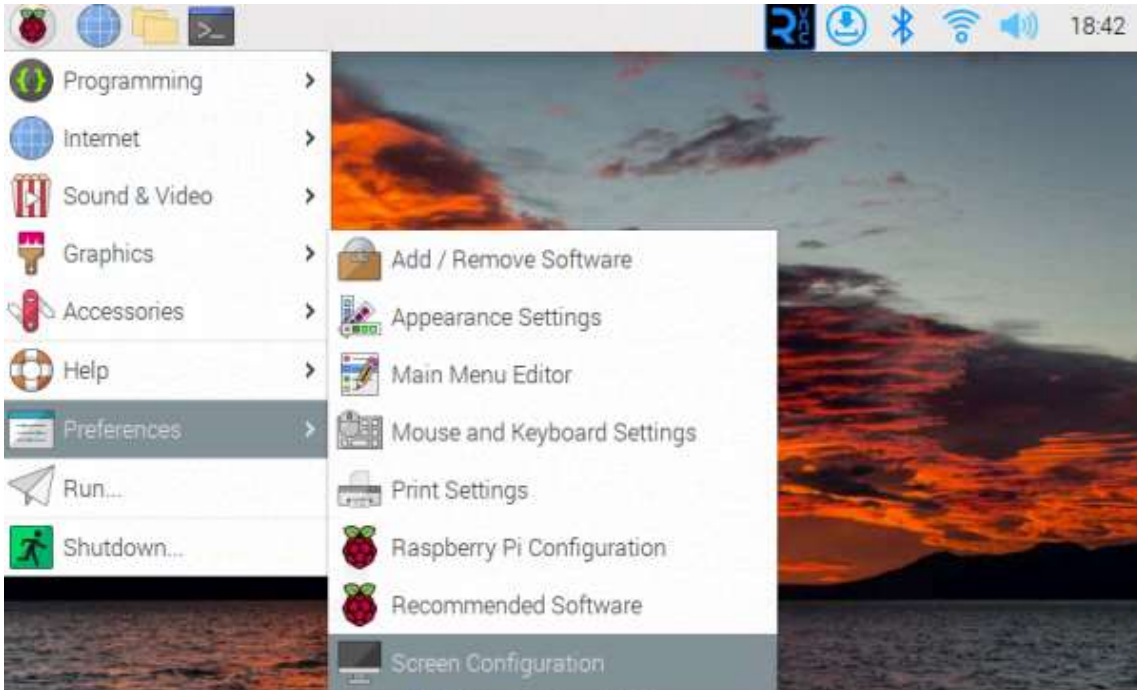 18:42
Programming
Internet
Sound & Video
Graphics
Accessories
Help
Preferences
Run...
Shutdown...
Add / Remove Software
Appearance Settings
Main Menu Editor
Mouse and Keyboard Settings
Print Settings
Raspberry Pi Configuration
Recommended Software
Screen Configuration